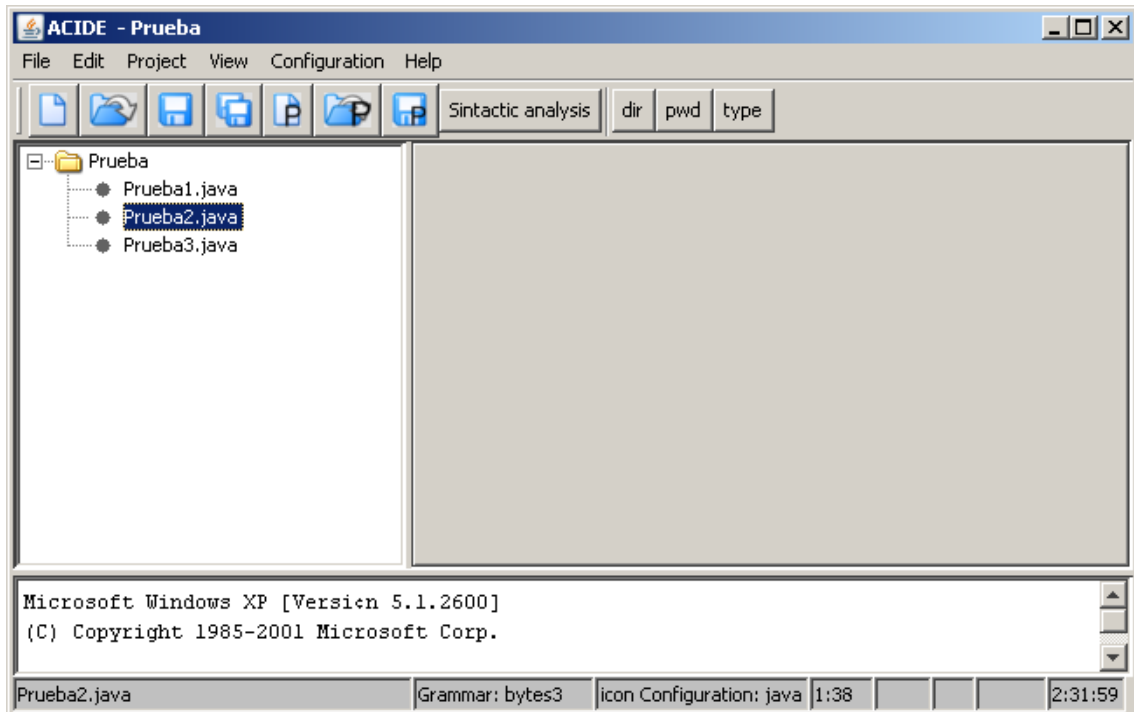 ACIDE - Prueba
File Edit Project View Configuration Help
P P P Sintactic analysis dir pwd type
Prueba
Prueba1.java
Prueba2.java
Prueba3.java
Microsoft Windows XP [Versi¢n 5.1.2600]
(C) Copyright 1985-2001 Microsoft Corp.
Prueba2.java Grammar: bytes3 icon Configuration: java 1:38 2:31:59